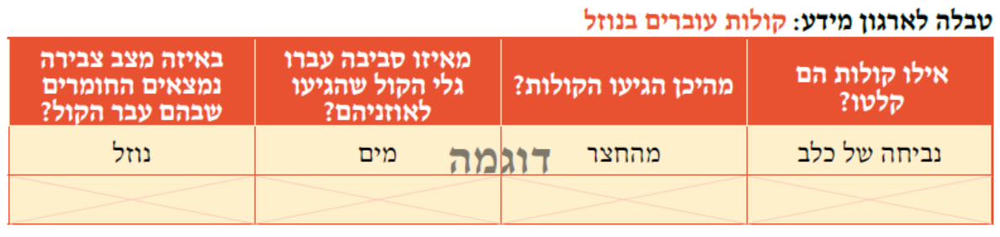 טבלה לארגון מידע: קולות עוברים בנוזל
אילו קולות הם
קלטו?
מהיכן הגיעו הקולות?
מאיזו סביבה עברו
גלי הקול שהגיעו
לאוזניהם?
באיזה מצב צבירה
נמצאים החומרים
שבהם עבר הקול?
נביחה של כלב
מהחצר
דוגמה
מים
נוזל